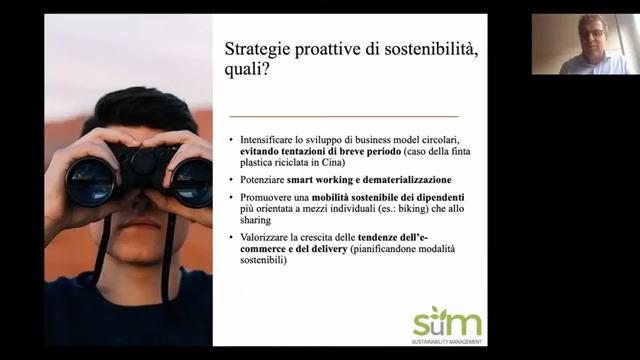 Strategie proattive di sostenibilità,
quali?
• Intensificare lo sviluppo di business model circolari,
evitando tentazioni di breve periodo (caso della finta
plastica riciclata in Cina)
• Potenziare smart working e dematerializzazione
• Promuovere una mobilità sostenibile dei dipendenti
più orientata a mezzi individuali (es.: biking) che allo
sharing
• Valorizzare la crescita delle tendenze dell'e-
commerce e del delivery (pianificandone modalità
sostenibili)
sum
SUSTAINABILITY MANAGEMENT